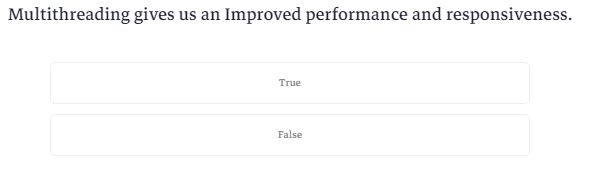 Multithreading gives us an Improved performance and responsiveness.
True
False